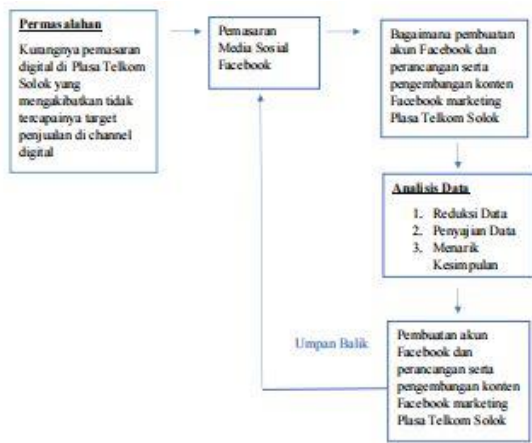 Permasalahan
Kurangnya pemasaran
digital di Plasa Telkom
Solok yang
mengakibatkan tidak
tercapainya target
penjualan di channel
digital
Pemasaran
Media Sosial
Facebook
Bagaimana pembuatan
akun Facebook dan
perancangan serta
pengembangan konten
Facebook marketing
Plasa Telkom Solok
Analisis Data
1. Reduksi Data
2. Penyajian Data
3. Menarik
Kesimpulan
Umpan Balik
Pembuatan akun
Facebook dan
perancangan serta
pengembangan konten
Facebook marketing
Plasa Telkom Solok